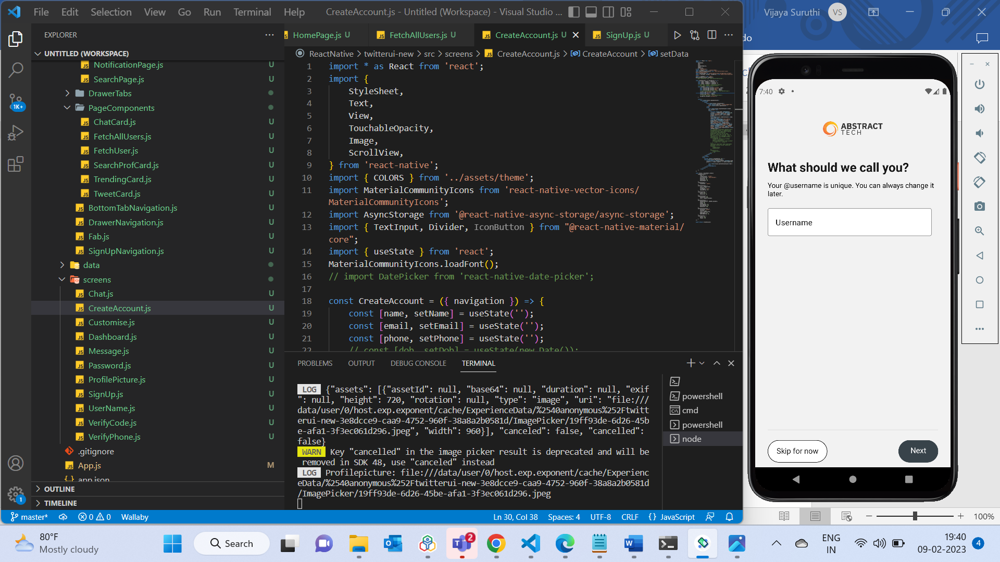 File Edit Selection View Go Run Terminal Help
CreateAccount.js - Untitled (Workspace) - Visual Studio ...
Vijaya Suruthi VS
EXPLORER
UNTITLED (WORKSPACE)
NotificationPage.js U
SearchPage.js U
DrawerTabs
PageComponents
ChatCard.js U
FetchAllUsers.js U
FetchUser.js U
SearchProfCard.js U
TrendingCard.js U
TweetCard.js U
BottomTabNavigation.js U
DrawerNavigation.js U
Fab.js U
SignUpNavigation.js U
data
screens
Chat.js U
CreateAccount.js U
Customise.js U
Dashboard.js U
Message.js U
Password.js U
ProfilePicture.js U
SignUp.js U
UserName.js U
VerifyCode.js U
VerifyPhone.js U
.gitignore
App.js M
app.json
OUTLINE
TIMELINE
1K+
1
HomePage.js U FetchAllUsers.js U CreateAccount.js U SignUp.js U
ReactNative > twitterui-new > src > screens > CreateAccount.js > CreateAccount > setData
1 import * as React from 'react';
2 import {
3 StyleSheet,
4 Text,
5 View,
6 TouchableOpacity,
7 Image,
8 ScrollView,
9 } from 'react-native';
10 import { COLORS } from '../assets/theme';
11 import MaterialCommunityIcons from 'react-native-vector-icons/
MaterialCommunityIcons';
12 import AsyncStorage from '@react-native-async-storage/async-storage';
13 import { TextInput, Divider, IconButton } from "@react-native-material/
core";
14 import { useState } from 'react';
15 MaterialCommunityIcons.loadFont();
16 // import DatePicker from 'react-native-date-picker';
17
18 const CreateAccount = ({ navigation }) => {
19 const [name, setName] = useState('');
20 const [email, setEmail] = useState('');
21 const [phone, setPhone] = useState('');
22 // const [dob, setDob] = useState(new Date());
PROBLEMS OUTPUT DEBUG CONSOLE TERMINAL
LOG {"assets": [{"assetId": null, "base64": null, "duration": null, "exif
": null, "height": 720, "rotation": null, "type": "image", "uri": "file:///
data/user/0/host.exp.exponent/cache/ExperienceData/%2540anonymous%252Ftwitt
erui-new-3e8dcce9-caa9-4752-960f-38a8a2b0581d/ImagePicker/19ff93de-6d26-45b
e-afa1-3f3ec061d296.jpeg", "width": 960}], "canceled": false, "cancelled":
false}
WARN Key "cancelled" in the image picker result is deprecated and will be
removed in SDK 48, use "canceled" instead
LOG Profilepicture: file:///data/user/0/host.exp.exponent/cache/Experienc
eData/%2540anonymous%252Ftwitterui-new-3e8dcce9-caa9-4752-960f-38a8a2b0581d
/ImagePicker/19ff93de-6d26-45be-afa1-3f3ec061d296.jpeg
powershell
cmd
powershell
node
master* 0 0 Wallaby
Ln 30, Col 38 Spaces: 4 UTF-8 CRLF {} JavaScript
do
7:40
ABSTRACT
TECH
What should we call you?
Your @username is unique. You can always change it
later.
Username
Skip for now Next
100%
80°F
Mostly cloudy
Search
2
ENG
IN
19:40
09-02-2023
4